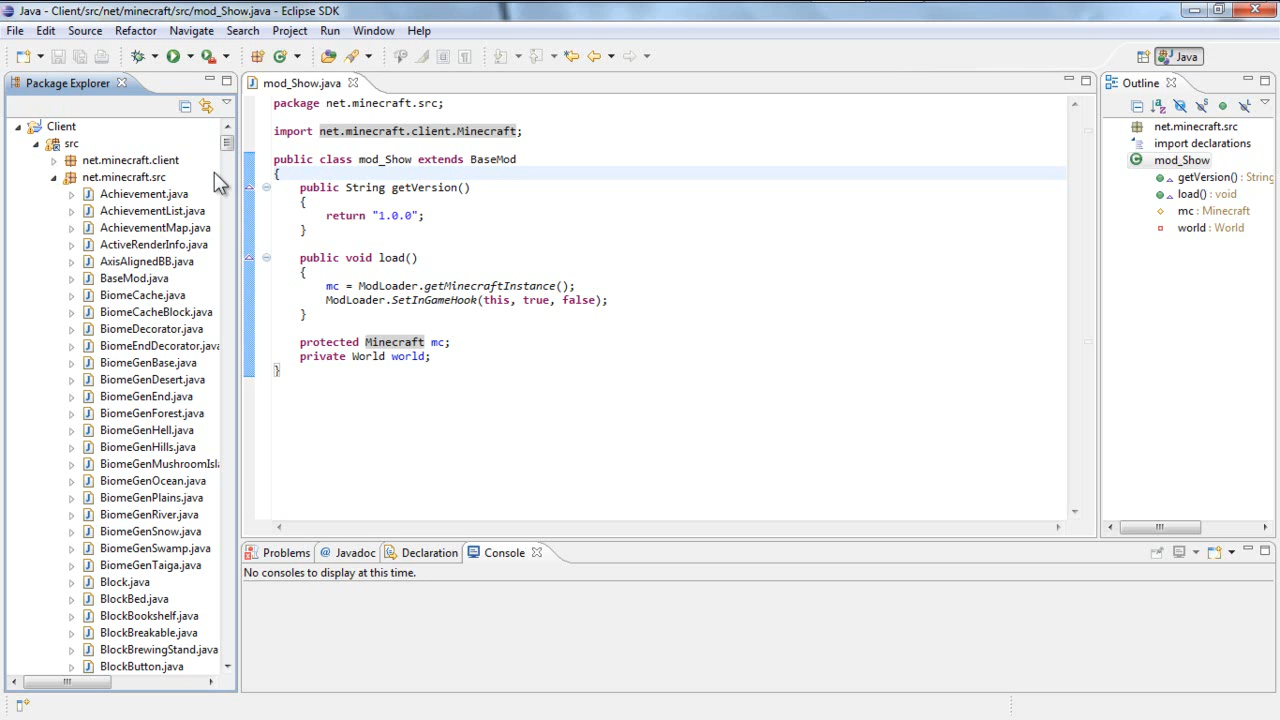 Java - Client/src/net/minecraft/src/mod_Show.java - Eclipse SDK
File Edit Source Refactor Navigate Search Project Run Window Help
Java
Package Explorer
Client
src
net.minecraft.client
net.minecraft.src
Achievement.java
AchievementList.java
AchievementMap.java
ActiveRenderInfo.java
AxisAlignedBB.java
BaseMod.java
BiomeCache.java
BiomeCacheBlock.java
BiomeDecorator.java
BiomeEndDecorator.java
BiomeGenBase.java
BiomeGenDesert.java
BiomeGenEnd.java
BiomeGenForest.java
BiomeGenHell.java
BiomeGenHills.java
BiomeGenMushroomIsla
BiomeGenOcean.java
BiomeGenPlains.java
BiomeGenRiver.java
BiomeGenSnow.java
BiomeGenSwamp.java
BiomeGenTaiga.java
Block.java
BlockBed.java
BlockBookshelf.java
BlockBreakable.java
BlockBrewingStand.java
BlockButton.java
mod_Show.java
package net.minecraft.src;
import net.minecraft.client.Minecraft;
public class mod_Show extends BaseMod
{
public String getVersion()
{
return "1.0.0";
}
public void load()
{
mc = ModLoader.getMinecraftInstance();
ModLoader.SetInGameHook(this, true, false);
}
protected Minecraft mc;
private World world;
}
Outline
net.minecraft.src
import declarations
mod_Show
getVersion() : String
load() : void
mc : Minecraft
world : World
Problems @ Javadoc Declaration Console
No consoles to display at this time.